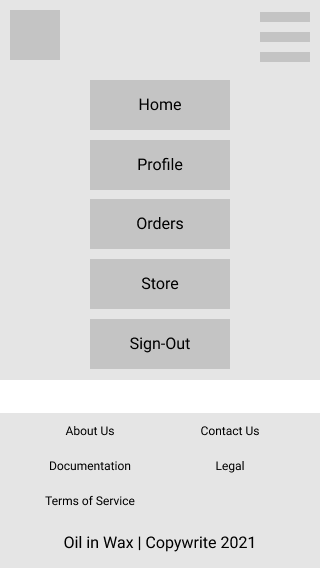 Home
Profile
Orders
Store
Sign-Out
About Us
Contact Us
Documentation
Legal
Terms of Service
Oil in Wax | Copywrite 2021